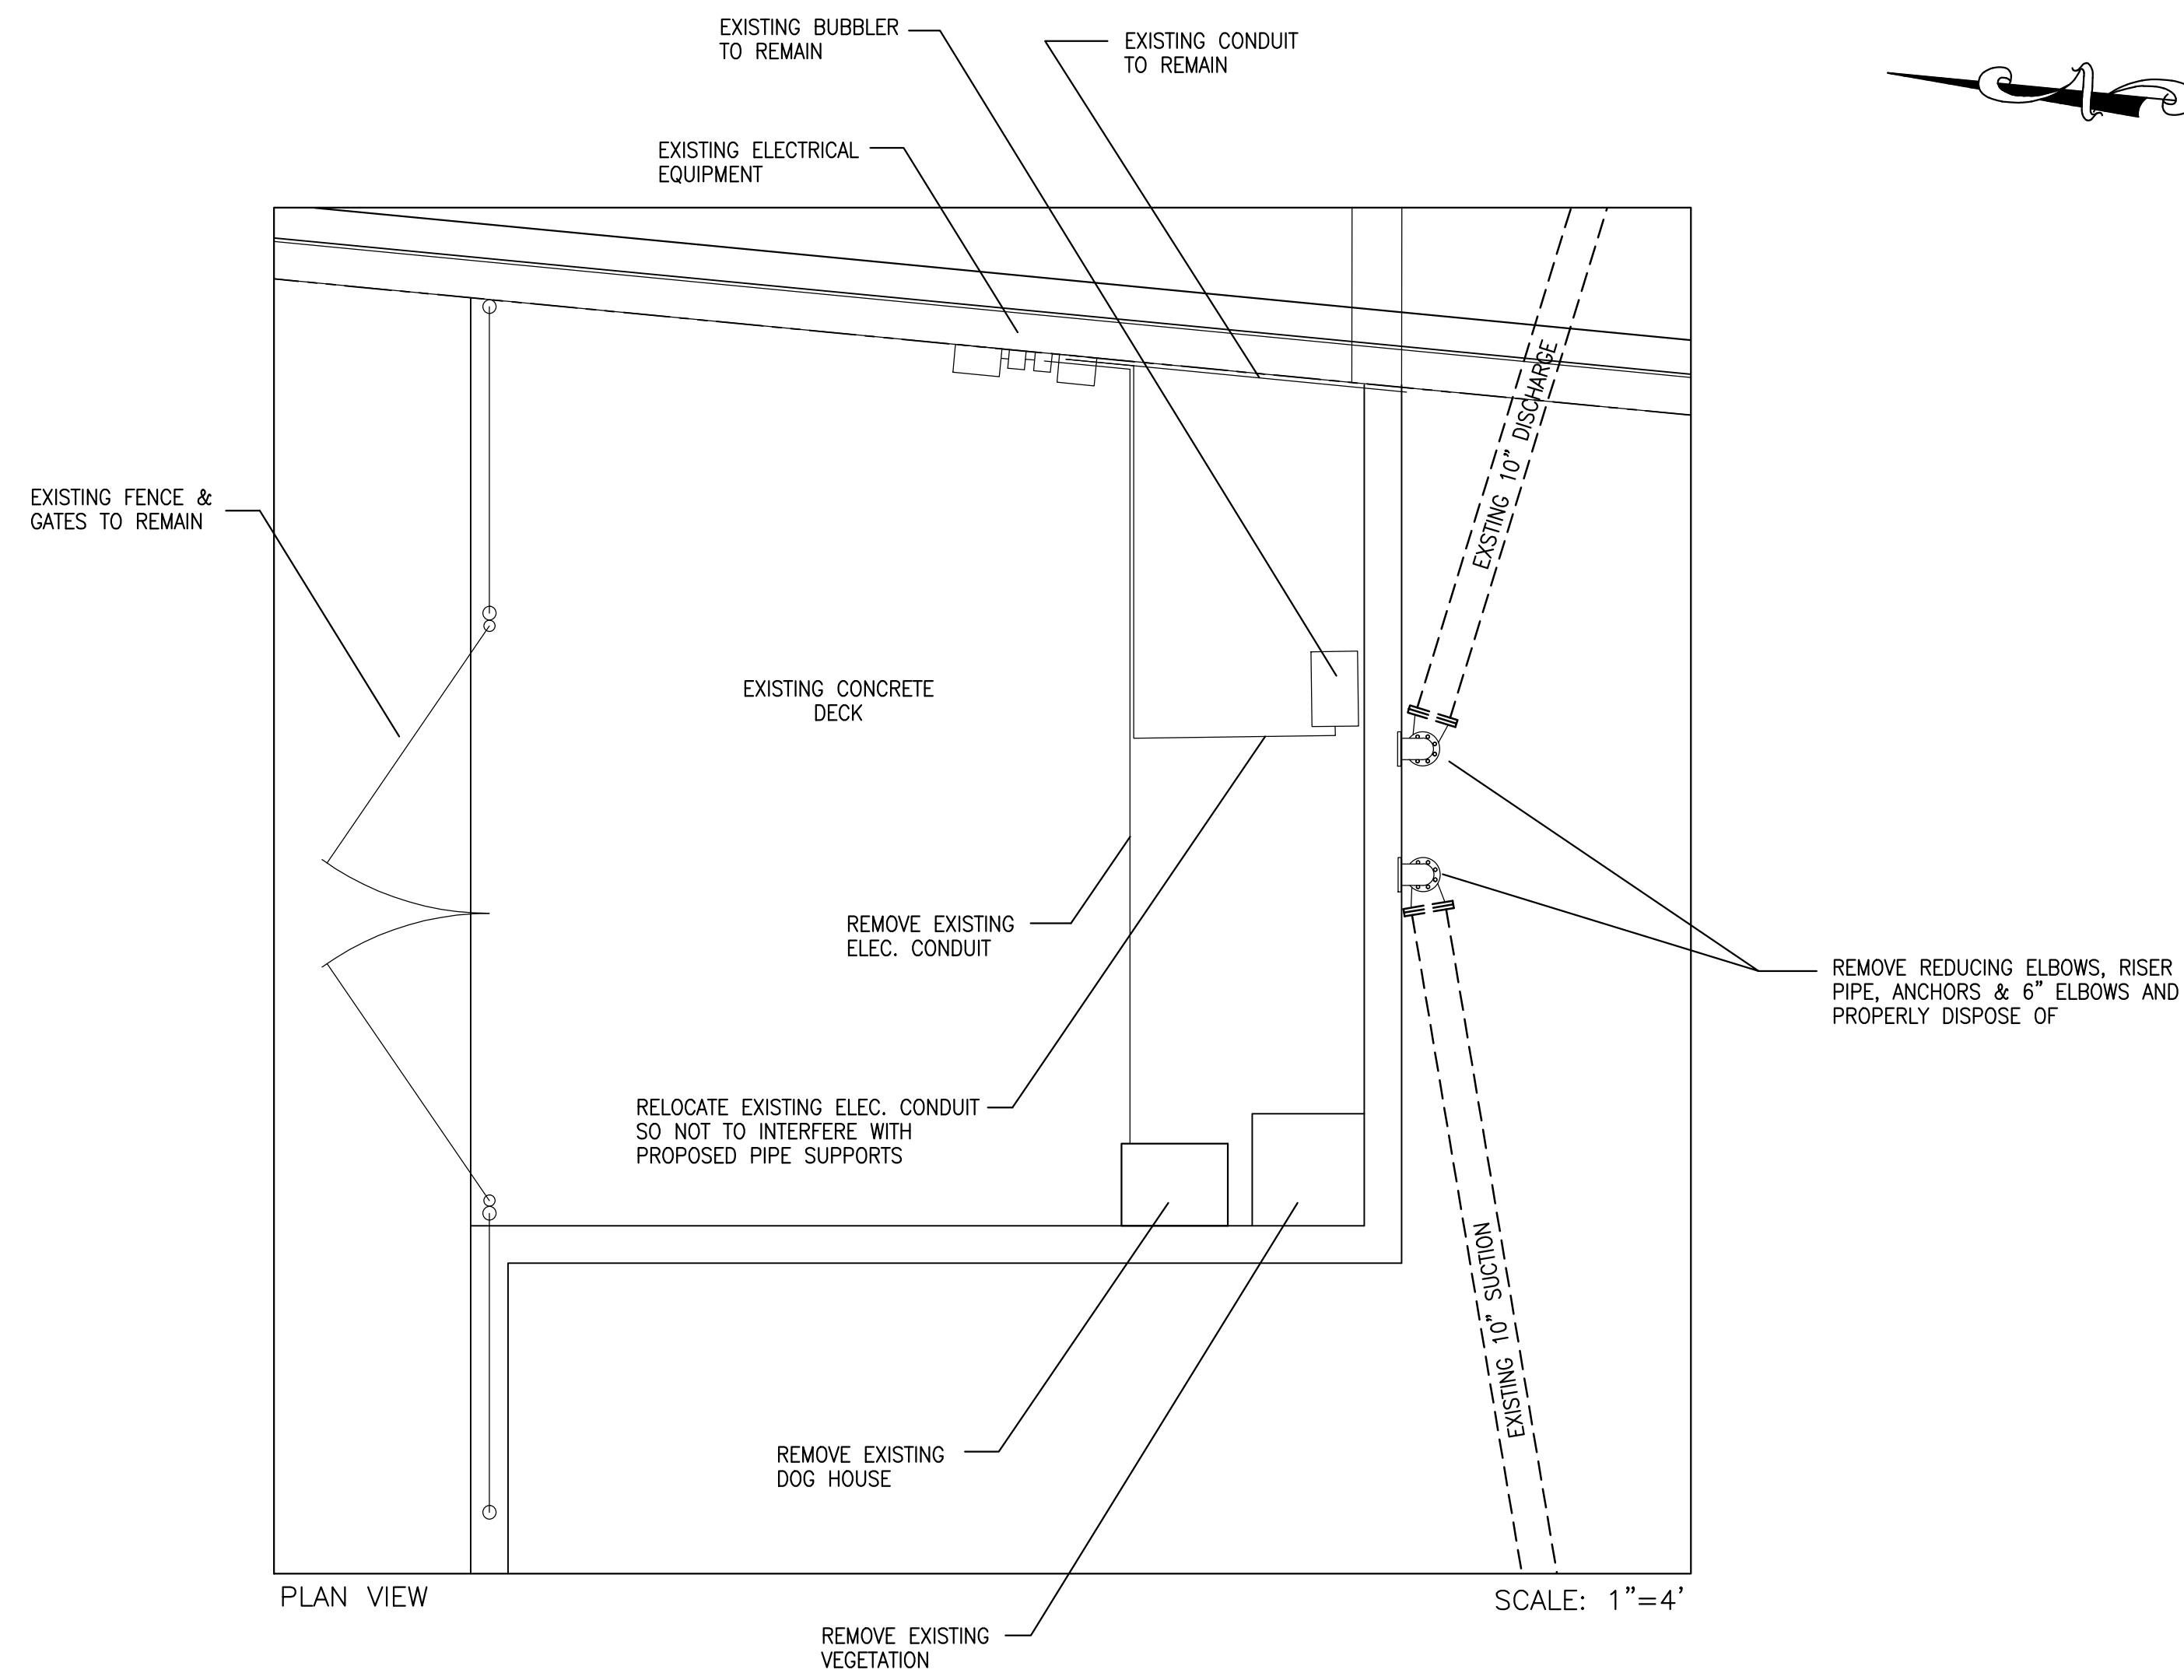 EXISTING BUBBLER
TO REMAIN
EXISTING CONDUIT
TO REMAIN
EXISTING ELECTRICAL
EQUIPMENT
EXSTING 10" DISCHARGE
EXISTING FENCE &
GATES TO REMAIN
EXISTING CONCRETE
DECK
REMOVE EXISTING
ELEC. CONDUIT
REMOVE REDUCING ELBOWS, RISER
PIPE, ANCHORS & 6" ELBOWS AND
PROPERLY DISPOSE OF
RELOCATE EXISTING ELEC. CONDUIT
SO NOT TO INTERFERE WITH
PROPOSED PIPE SUPPORTS
EXISTING 10" SUCTION
REMOVE EXISTING
DOG HOUSE
PLAN VIEW
SCALE: 1"=4'
REMOVE EXISTING
VEGETATION